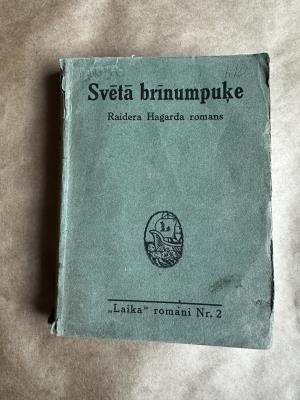 Svētā brīnumpuķe
Raidera Hagarda romans
L
„Laika“ romāni Nr. 2